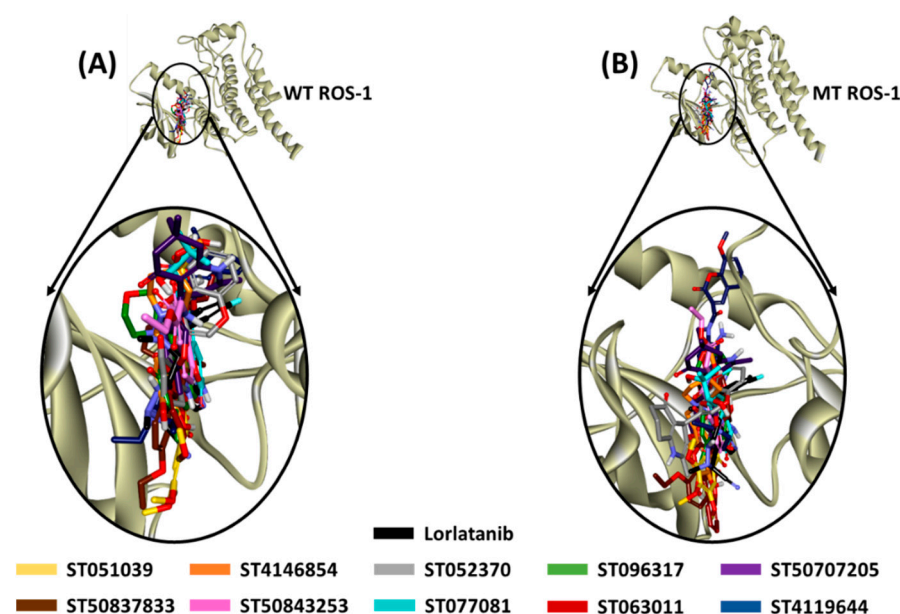 (A)
WT ROS-1
(B)
MT ROS-1
Lorlatanib
ST051039
ST4146854
ST052370
ST096317
ST50707205
ST50837833
ST50843253
ST077081
ST063011
ST4119644